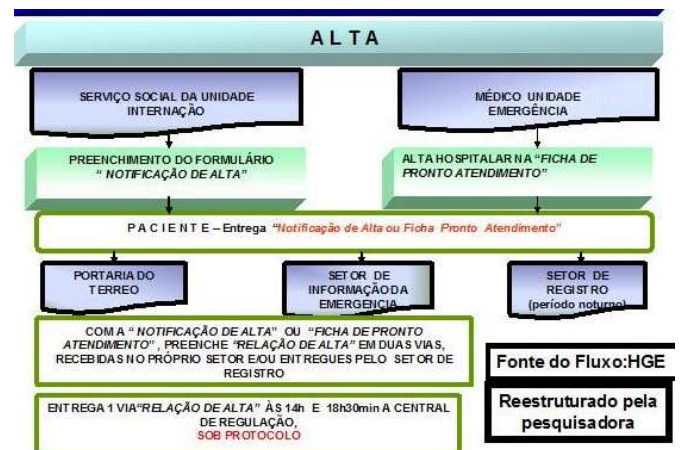 ALTA
SERVIÇO SOCIAL DA UNIDADE
INTERNAÇÃO
MÉDICO UNIDADE
EMERGÊNCIA
PREENCHIMENTO DO FORMULÁRIO
“ NOTIFICAÇÃO DE ALTA”
ALTA HOSPITALAR NA “FICHA DE
PRONTO ATENDIMENTO”
PACIENTE – Entrega “Notificação de Alta ou Ficha Pronto Atendimento”
PORTARIA DO
TERREO
SETOR DE
INFORMAÇÃO DA
EMERGENCIA
SETOR DE
REGISTRO
(período noturno)
COM A “ NOTIFICAÇÃO DE ALTA” OU “FICHA DE PRONTO
ATENDIMENTO” , PREENCHE “RELAÇÃO DE ALTA” EM DUAS VIAS,
RECEBIDAS NO PRÓPRIO SETOR E/OU ENTREGUES PELO SETOR DE
REGISTRO
Fonte do Fluxo:HGE
Reestruturado pela
pesquisadora
ENTREGA 1 VIA“RELAÇÃO DE ALTA” ÀS 14h E 18h30min A CENTRAL
DE REGULAÇÃO,
SOB PROTOCOLO